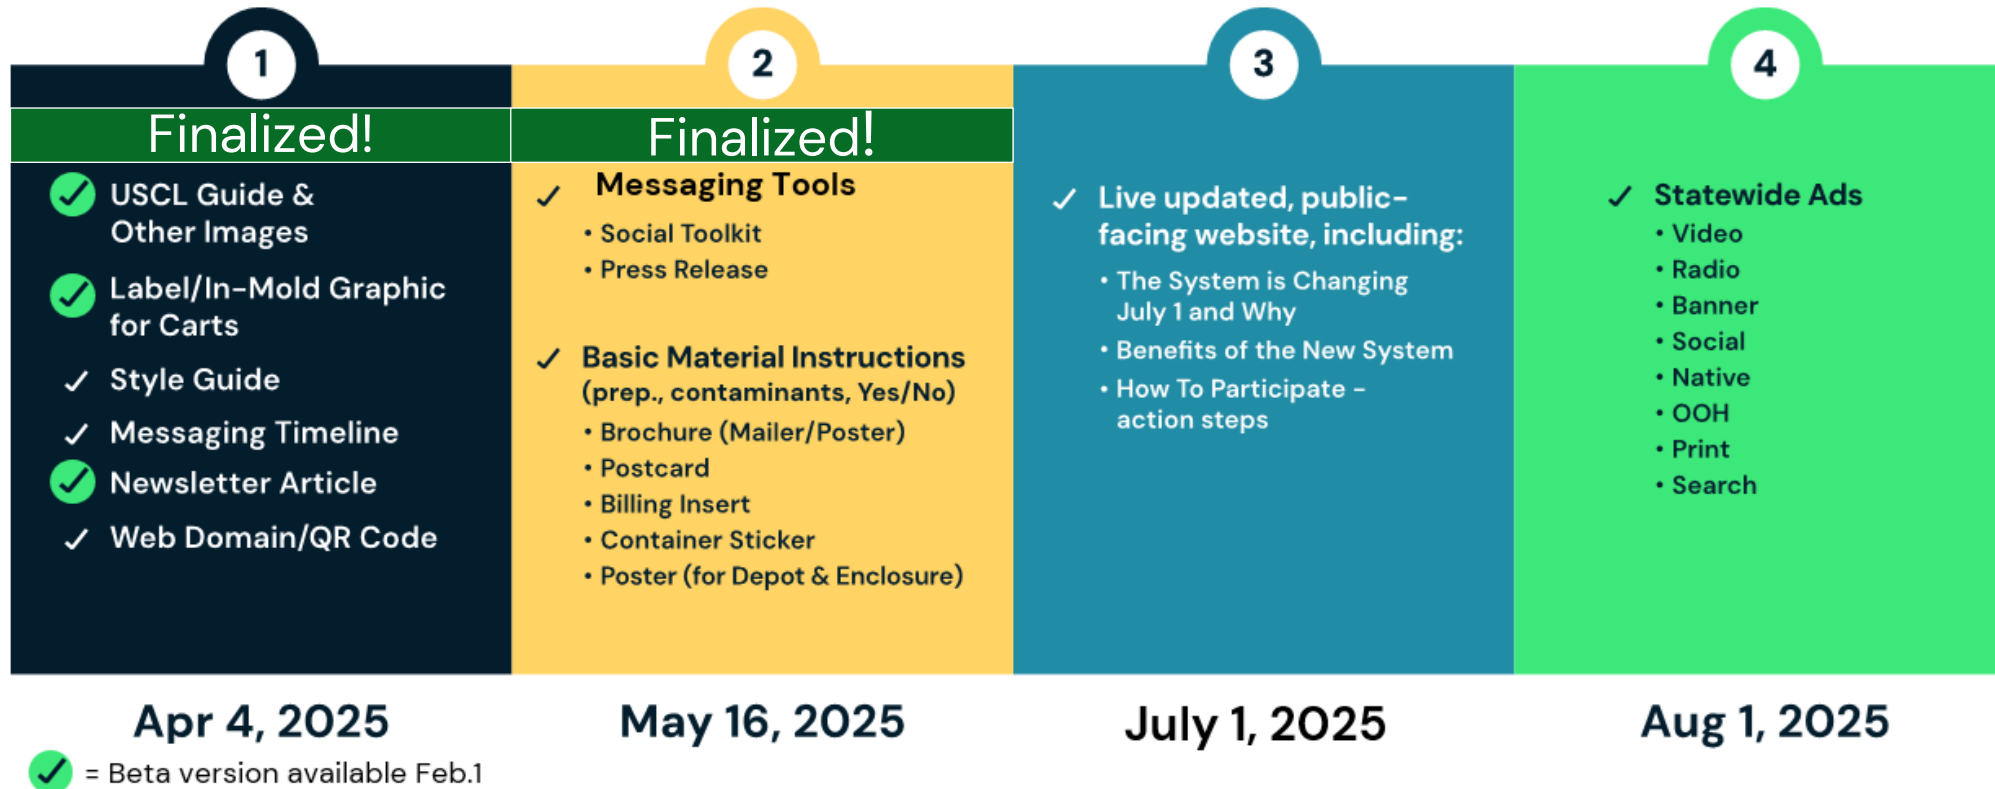 1
Finalized!
USCL Guide &
Other Images
Label/In-Mold Graphic
for Carts
Style Guide
Messaging Timeline
Newsletter Article
Web Domain/QR Code
Apr 4, 2025
= Beta version available Feb.1
2
Finalized!
Messaging Tools
• Social Toolkit
• Press Release
Basic Material Instructions
(prep., contaminants, Yes/No)
• Brochure (Mailer/Poster)
• Postcard
• Billing Insert
• Container Sticker
• Poster (for Depot & Enclosure)
May 16, 2025
3
Live updated, public-
facing website, including:
• The System is Changing
July 1 and Why
• Benefits of the New System
• How To Participate -
action steps
July 1, 2025
4
Statewide Ads
• Video
• Radio
• Banner
• Social
• Native
• OOH
• Print
• Search
Aug 1, 2025